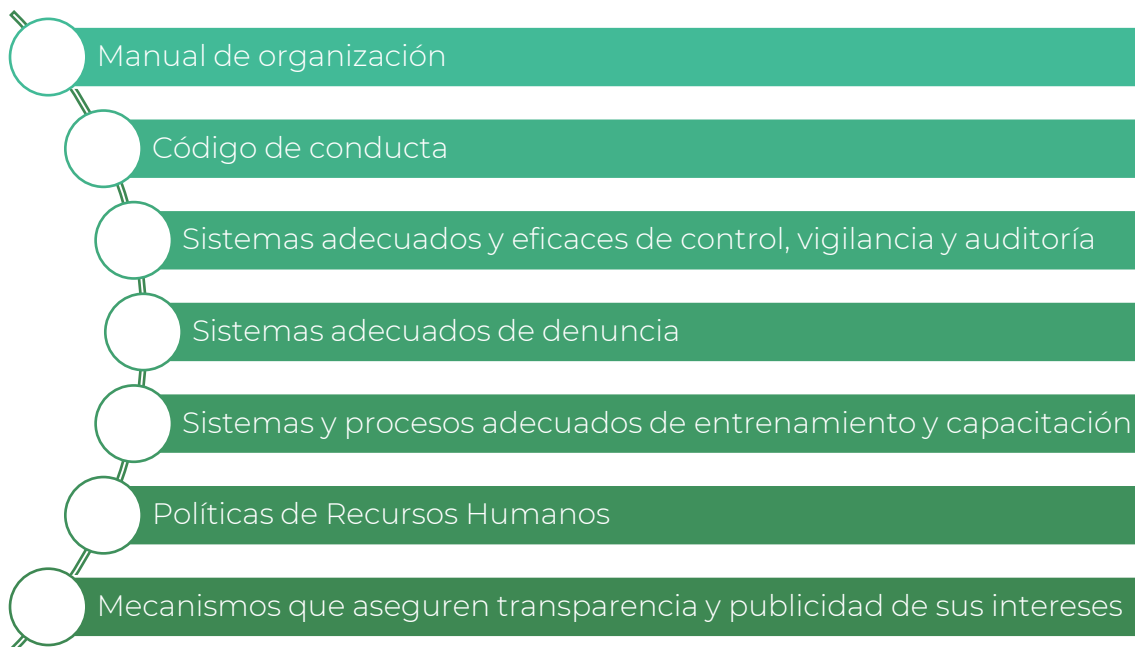 Manual de organización
Código de conducta
Sistemas adecuados y eficaces de control, vigilancia y auditoría
Sistemas adecuados de denuncia
Sistemas y procesos adecuados de entrenamiento y capacitación
Políticas de Recursos Humanos
Mecanismos que aseguren transparencia y publicidad de sus intereses